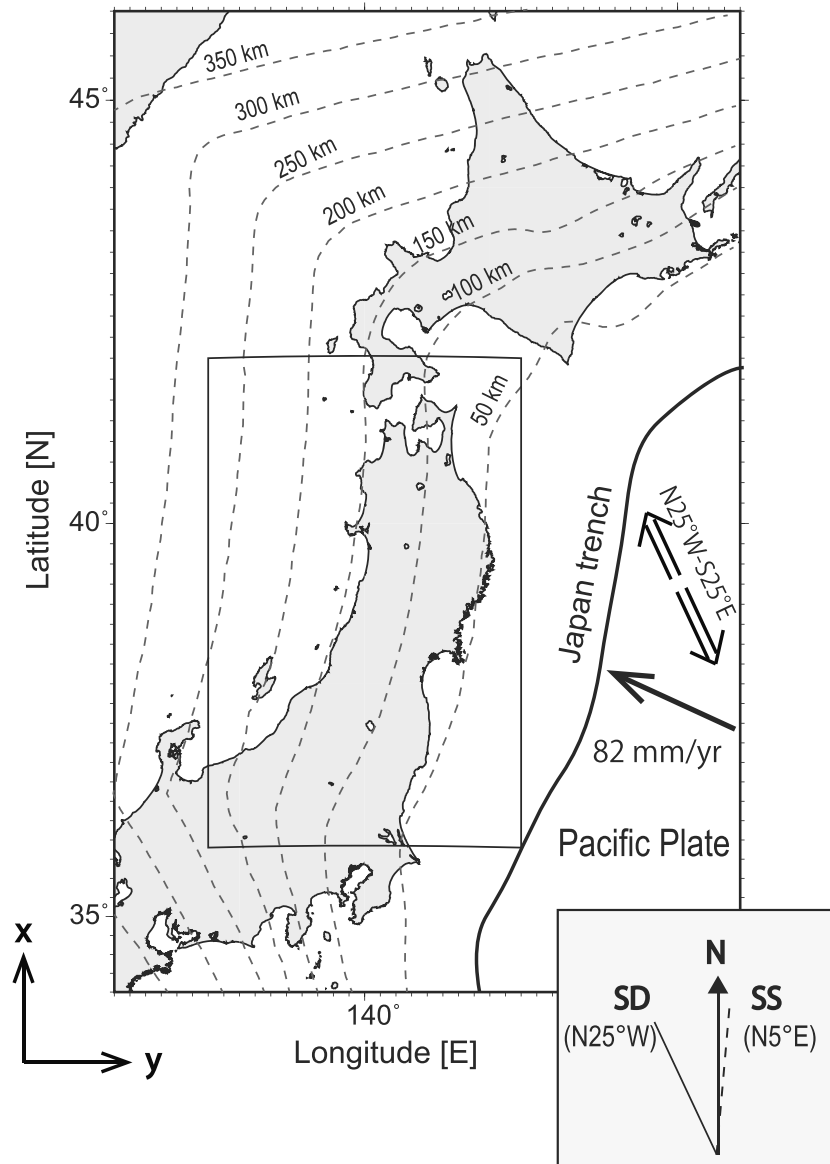 350 km
45°
300 km
250 km
200 km
150 km
100 km
50 km
Latitude [N]
40°
Japan trench
N25°W-S25°E
82 mm/yr
Pacific Plate
35°
x
y
140°
Longitude [E]
N
SD
SS
(N25°W)
(N5°E)